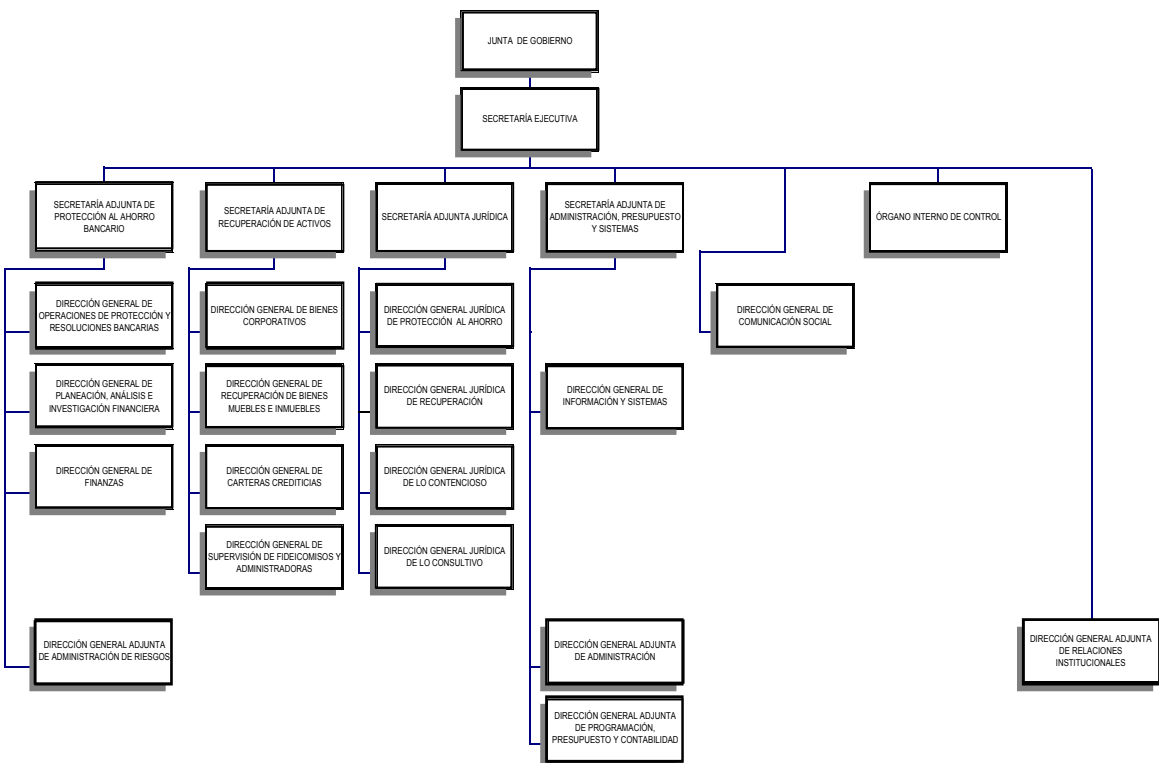 JUNTA DE GOBIERNO
SECRETARÍA EJECUTIVA
SECRETARÍA ADJUNTA DE
PROTECCIÓN AL AHORRO
BANCARIO
SECRETARÍA ADJUNTA DE
RECUPERACIÓN DE ACTIVOS
SECRETARÍA ADJUNTA JURÍDICA
SECRETARÍA ADJUNTA DE
ADMINISTRACIÓN, PRESUPUESTO
Y SISTEMAS
ÓRGANO INTERNO DE CONTROL
DIRECCIÓN GENERAL DE
OPERACIONES DE PROTECCIÓN Y
RESOLUCIONES BANCARIAS
DIRECCIÓN GENERAL DE BIENES
CORPORATIVOS
DIRECCIÓN GENERAL JURÍDICA
DE PROTECCIÓN AL AHORRO
DIRECCIÓN GENERAL DE
COMUNICACIÓN SOCIAL
DIRECCIÓN GENERAL DE
PLANEACIÓN, ANÁLISIS E
INVESTIGACIÓN FINANCIERA
DIRECCIÓN GENERAL DE
RECUPERACIÓN DE BIENES
MUEBLES E INMUEBLES
DIRECCIÓN GENERAL JURÍDICA
DE RECUPERACIÓN
DIRECCIÓN GENERAL DE
INFORMACIÓN Y SISTEMAS
DIRECCIÓN GENERAL DE
FINANZAS
DIRECCIÓN GENERAL DE
CARTERAS CREDITICIAS
DIRECCIÓN GENERAL JURÍDICA
DE LO CONTENCIOSO
DIRECCIÓN GENERAL DE
SUPERVISIÓN DE FIDEICOMISOS Y
ADMINISTRADORAS
DIRECCIÓN GENERAL JURÍDICA
DE LO CONSULTIVO
DIRECCIÓN GENERAL ADJUNTA
DE ADMINISTRACIÓN DE RIESGOS
DIRECCIÓN GENERAL ADJUNTA
DE ADMINISTRACIÓN
DIRECCIÓN GENERAL ADJUNTA
DE RELACIONES
INSTITUCIONALES
DIRECCIÓN GENERAL ADJUNTA
DE PROGRAMACIÓN,
PRESUPUESTO Y CONTABILIDAD